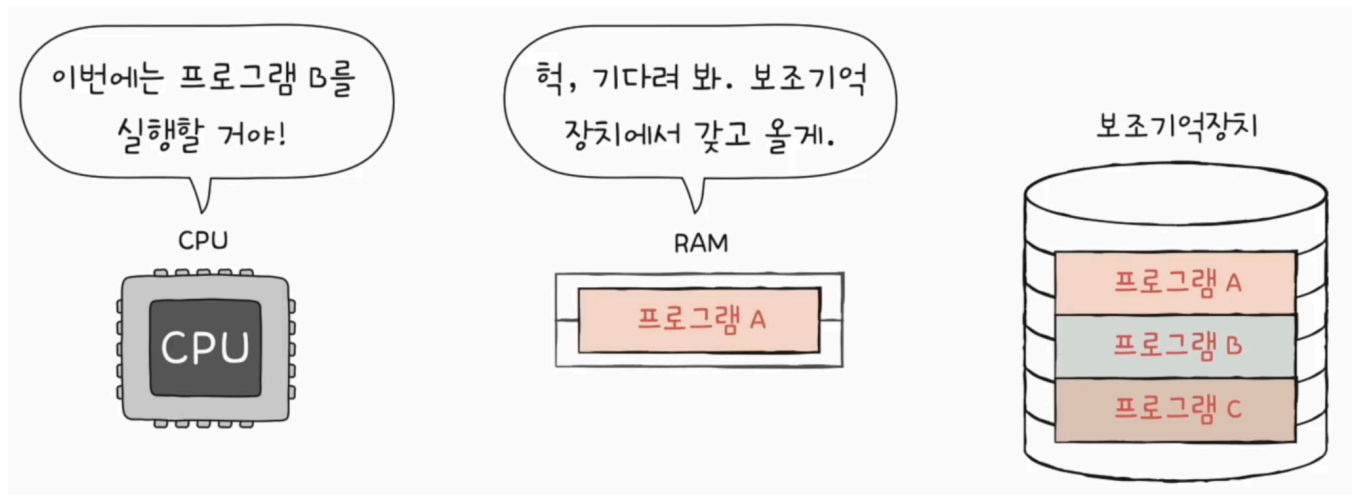 이번에는 프로그램 B를
실행할 거야!
CPU
CPU
헉, 기다려 봐. 보조기억
장치에서 갖고 올게.
RAM
프로그램 A
보조기억장치
프로그램 A
프로그램 B
프로그램 C